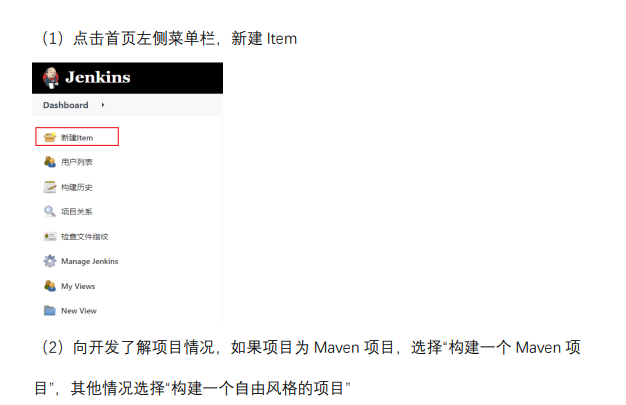 （1）点击首页左侧菜单栏，新建 Item
Jenkins
Dashboard
新建Item
用户列表
构建历史
项目关系
检查文件指纹
Manage Jenkins
My Views
New View
（2）向开发了解项目情况，如果项目为 Maven 项目，选择“构建一个 Maven 项
目”，其他情况选择“构建一个自由风格的项目”